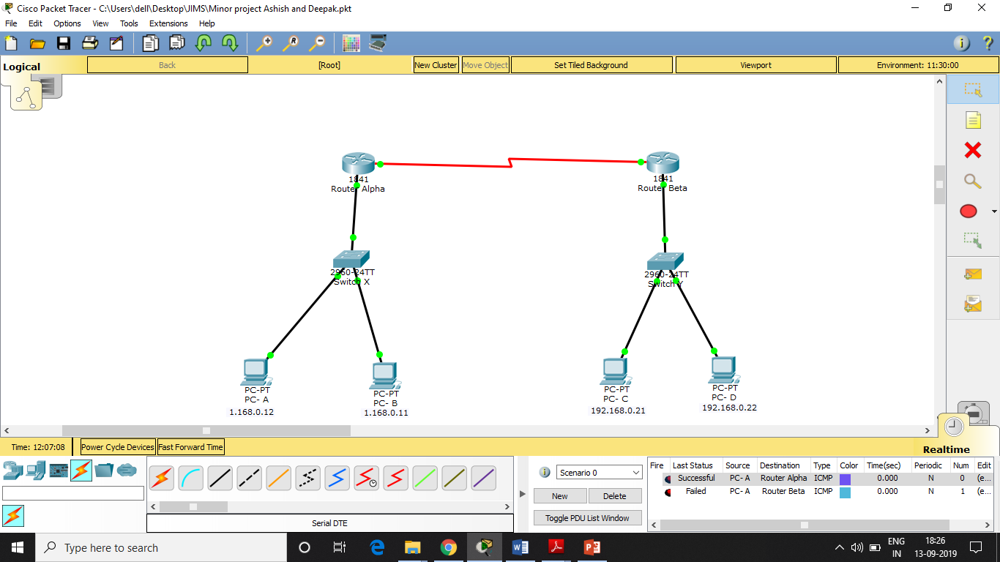 Cisco Packet Tracer - C:\Users\dell\Desktop\JIMS\Minor project Ashish and Deepak.pkt
File Edit Options View Tools Extensions Help
Logical Back [Root] New Cluster Move Object Set Tiled Background Viewport Environment: 11:30:00
1841
Router Alpha
1841
Router Beta
2960-24TT
Switch X
2960-24TT
Switch Y
PC-PT
PC- A
1.168.0.12
PC-PT
PC- B
1.168.0.11
PC-PT
PC- C
192.168.0.21
PC-PT
PC- D
192.168.0.22
Time: 12:07:08 Power Cycle Devices Fast Forward Time
Realtime
Serial DTE
Scenario 0
New Delete
Toggle PDU List Window
Fire Last Status Source Destination Type Color Time(sec) Periodic Num Edit
Successful PC- A Router Alpha ICMP 0.000 N 0 (e...
Failed PC- A Router Beta ICMP 0.000 N 1 (e...
Type here to search
ENG
IN
18:26
13-09-2019